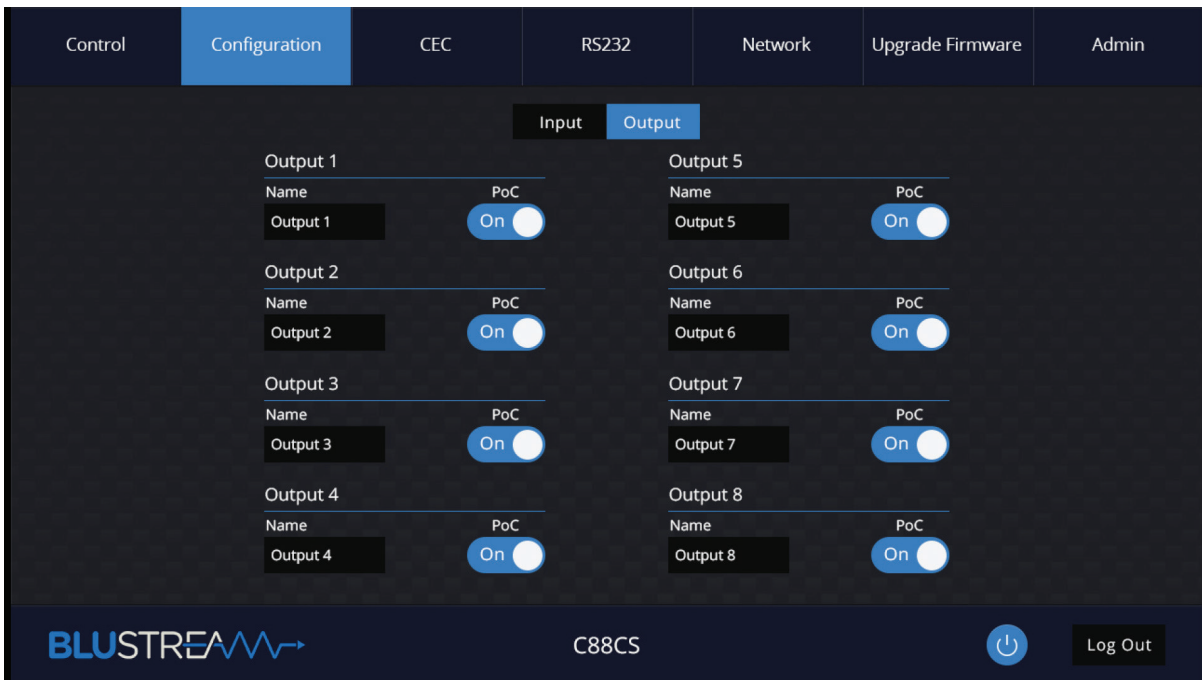 Control Configuration CEC RS232 Network Upgrade Firmware Admin
Input Output
Output 1
Name PoC
Output 1 On
Output 2
Name PoC
Output 2 On
Output 3
Name PoC
Output 3 On
Output 4
Name PoC
Output 4 On
Output 5
Name PoC
Output 5 On
Output 6
Name PoC
Output 6 On
Output 7
Name PoC
Output 7 On
Output 8
Name PoC
Output 8 On
BLUSTREAM C88CS Log Out